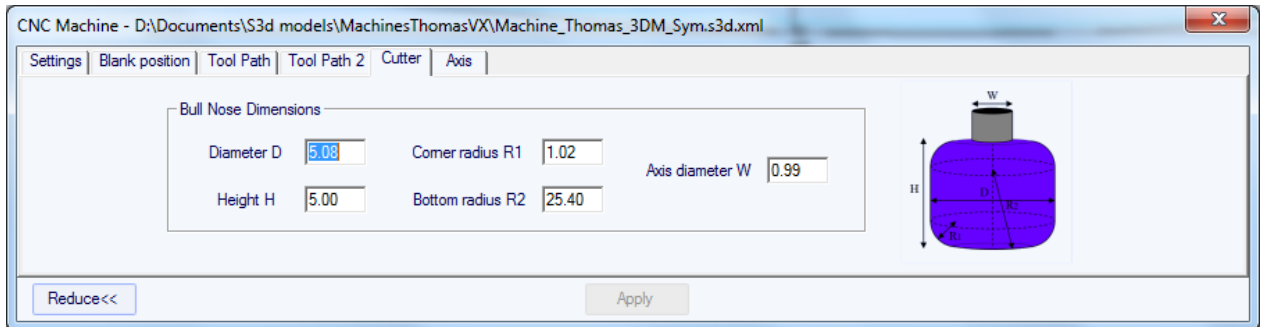 CNC Machine - D:\Documents\S3d models\MachinesThomasVX\Machine_Thomas_3DM_Sym.s3d.xml
X
Settings Blank position Tool Path Tool Path 2 Cutter Axis
Bull Nose Dimensions
Diameter D 5.08 Corner radius R1 1.02
Axis diameter W 0.99
Height H 5.00 Bottom radius R2 25.40
W
H
D
R2
R1
Reduce<< Apply